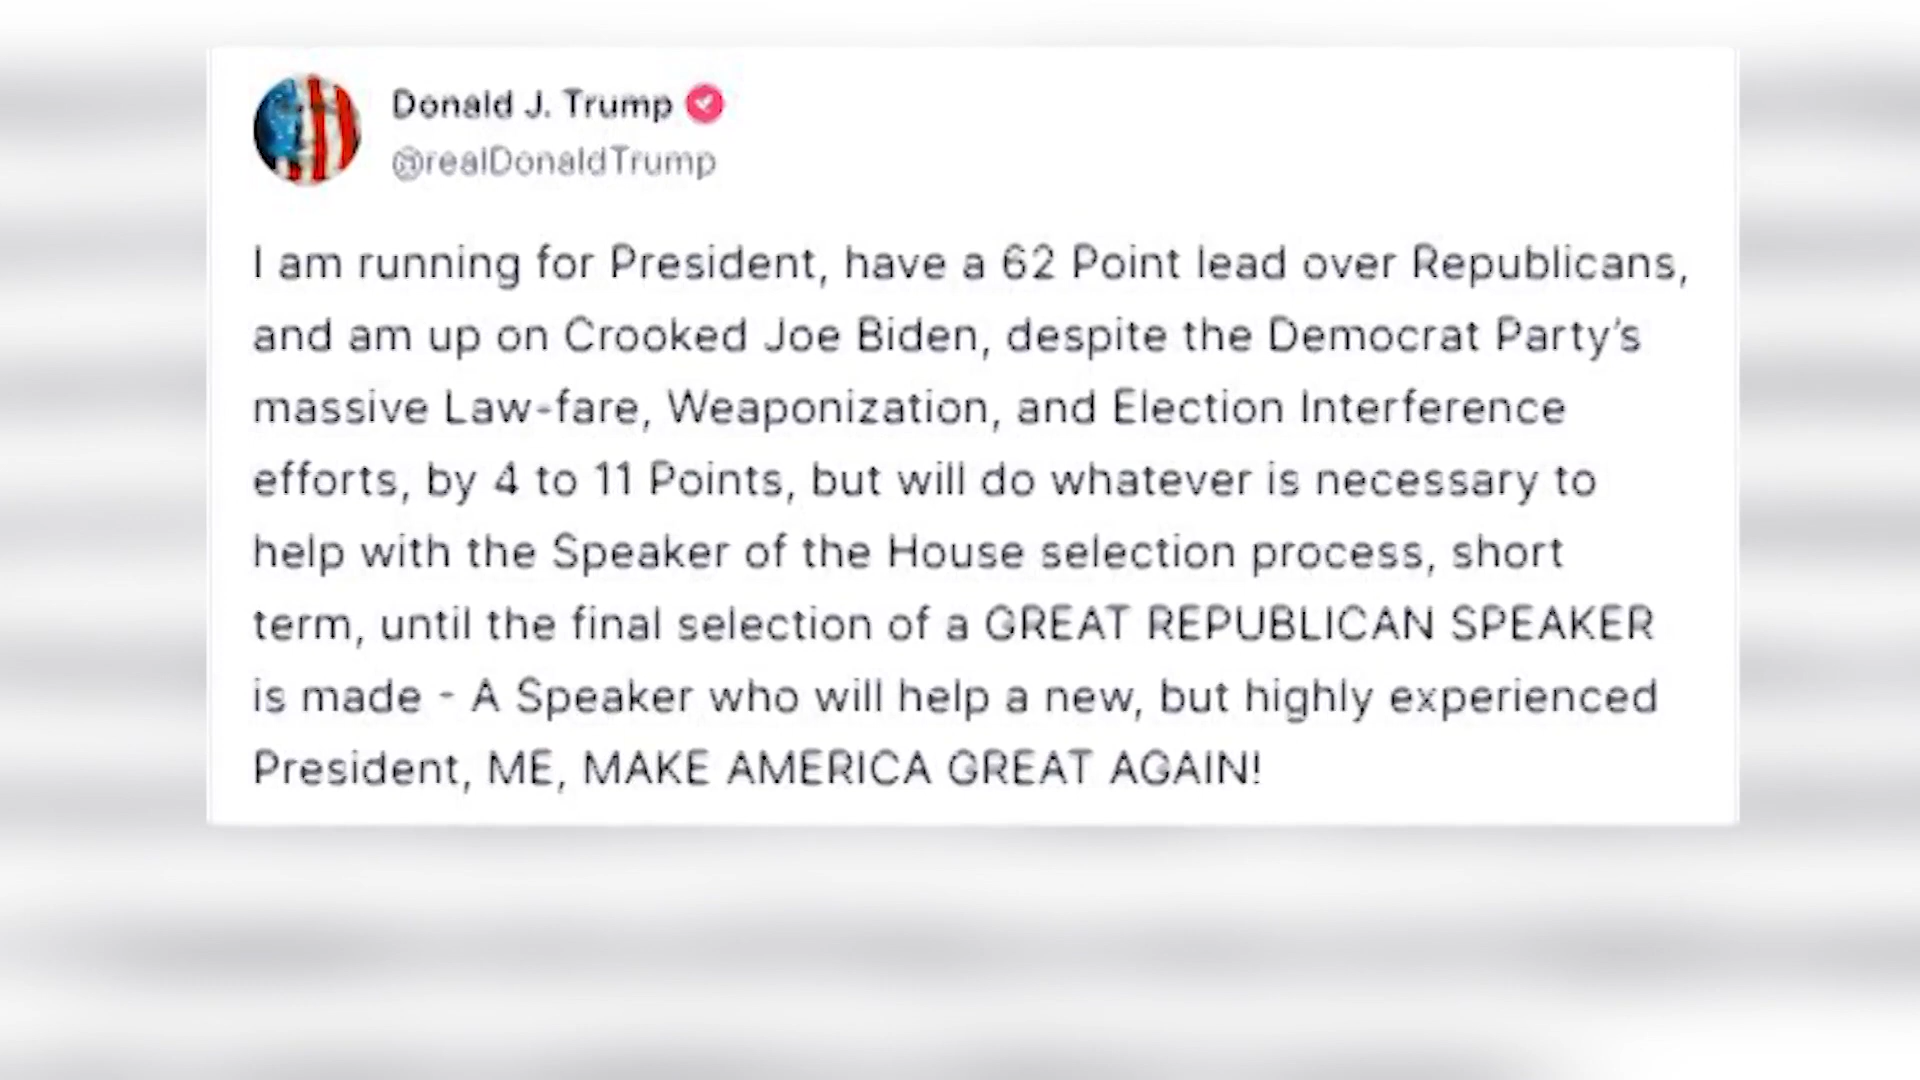 Donald J. Trump
@realDonaldTrump
I am running for President, have a 62 Point lead over Republicans,
and am up on Crooked Joe Biden, despite the Democrat Party's
massive Law-fare, Weaponization, and Election Interference
efforts, by 4 to 11 Points, but will do whatever is necessary to
help with the Speaker of the House selection process, short
term, until the final selection of a GREAT REPUBLICAN SPEAKER
is made - A Speaker who will help a new, but highly experienced
President, ME, MAKE AMERICA GREAT AGAIN!